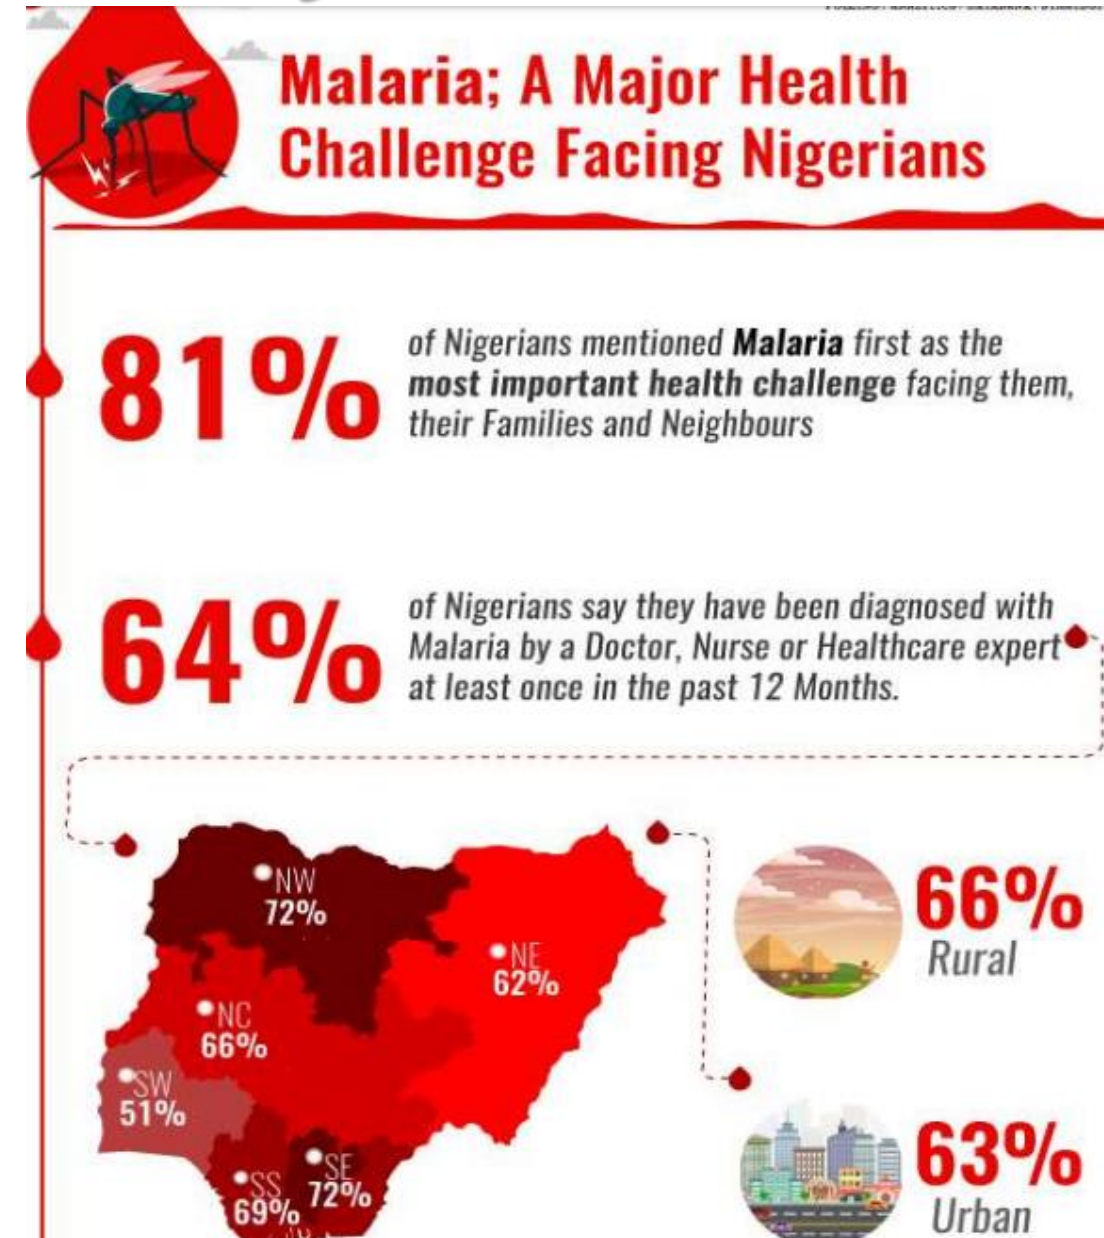 Malaria; A Major Health
Challenge Facing Nigerians
81%
of Nigerians mentioned Malaria first as the
most important health challenge facing them,
their Families and Neighbours
64%
of Nigerians say they have been diagnosed with
Malaria by a Doctor, Nurse or Healthcare expert
at least once in the past 12 Months.
NW
72%
NE
62%
NC
66%
SW
51%
SS
69%
SE
72%
66%
Rural
63%
Urban